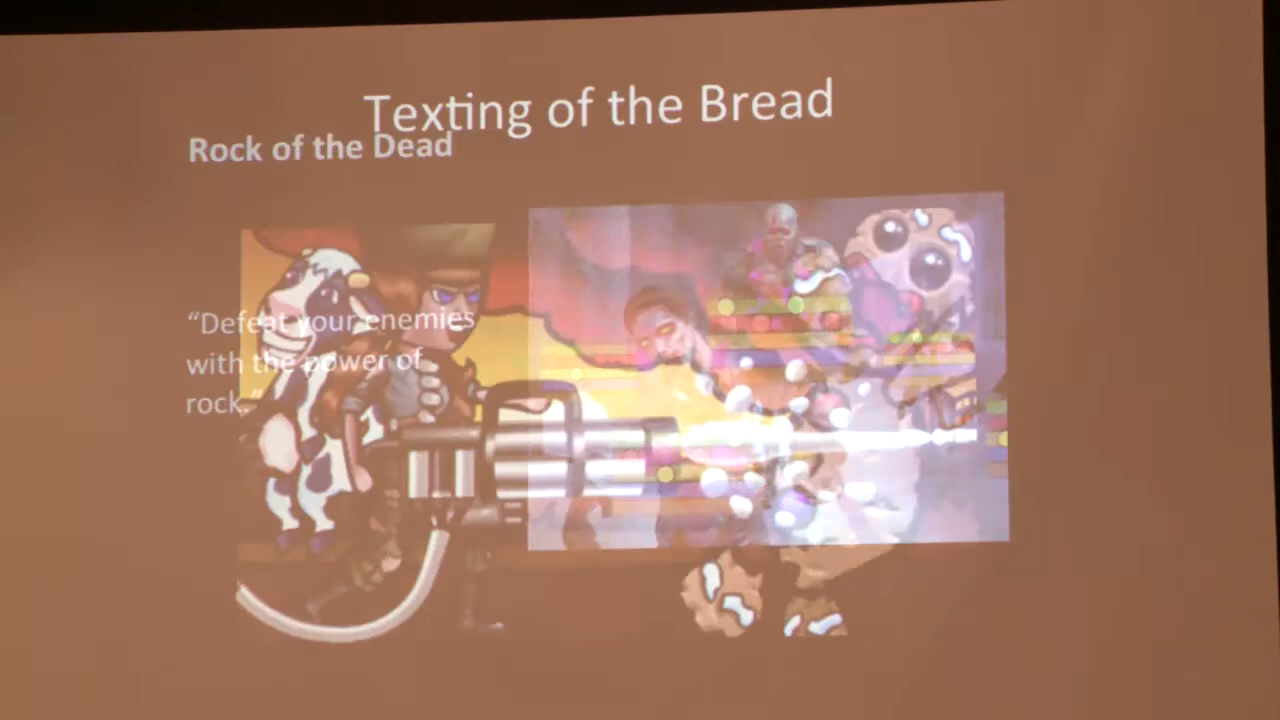 Texting of the Bread
Rock of the Dead
“Defeat your enemies
with the power of
rock.”